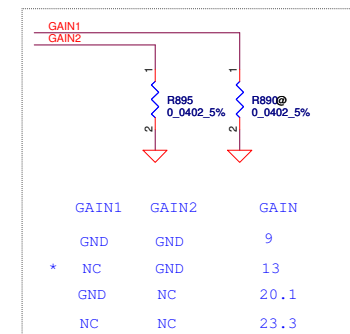 GAIN1
GAIN2
1 1
R895 R890@
0_0402_5% 0_0402_5%
2 2
GAIN1 GAIN2 GAIN
GND GND 9
* NC GND 13
GND NC 20.1
NC NC 23.3